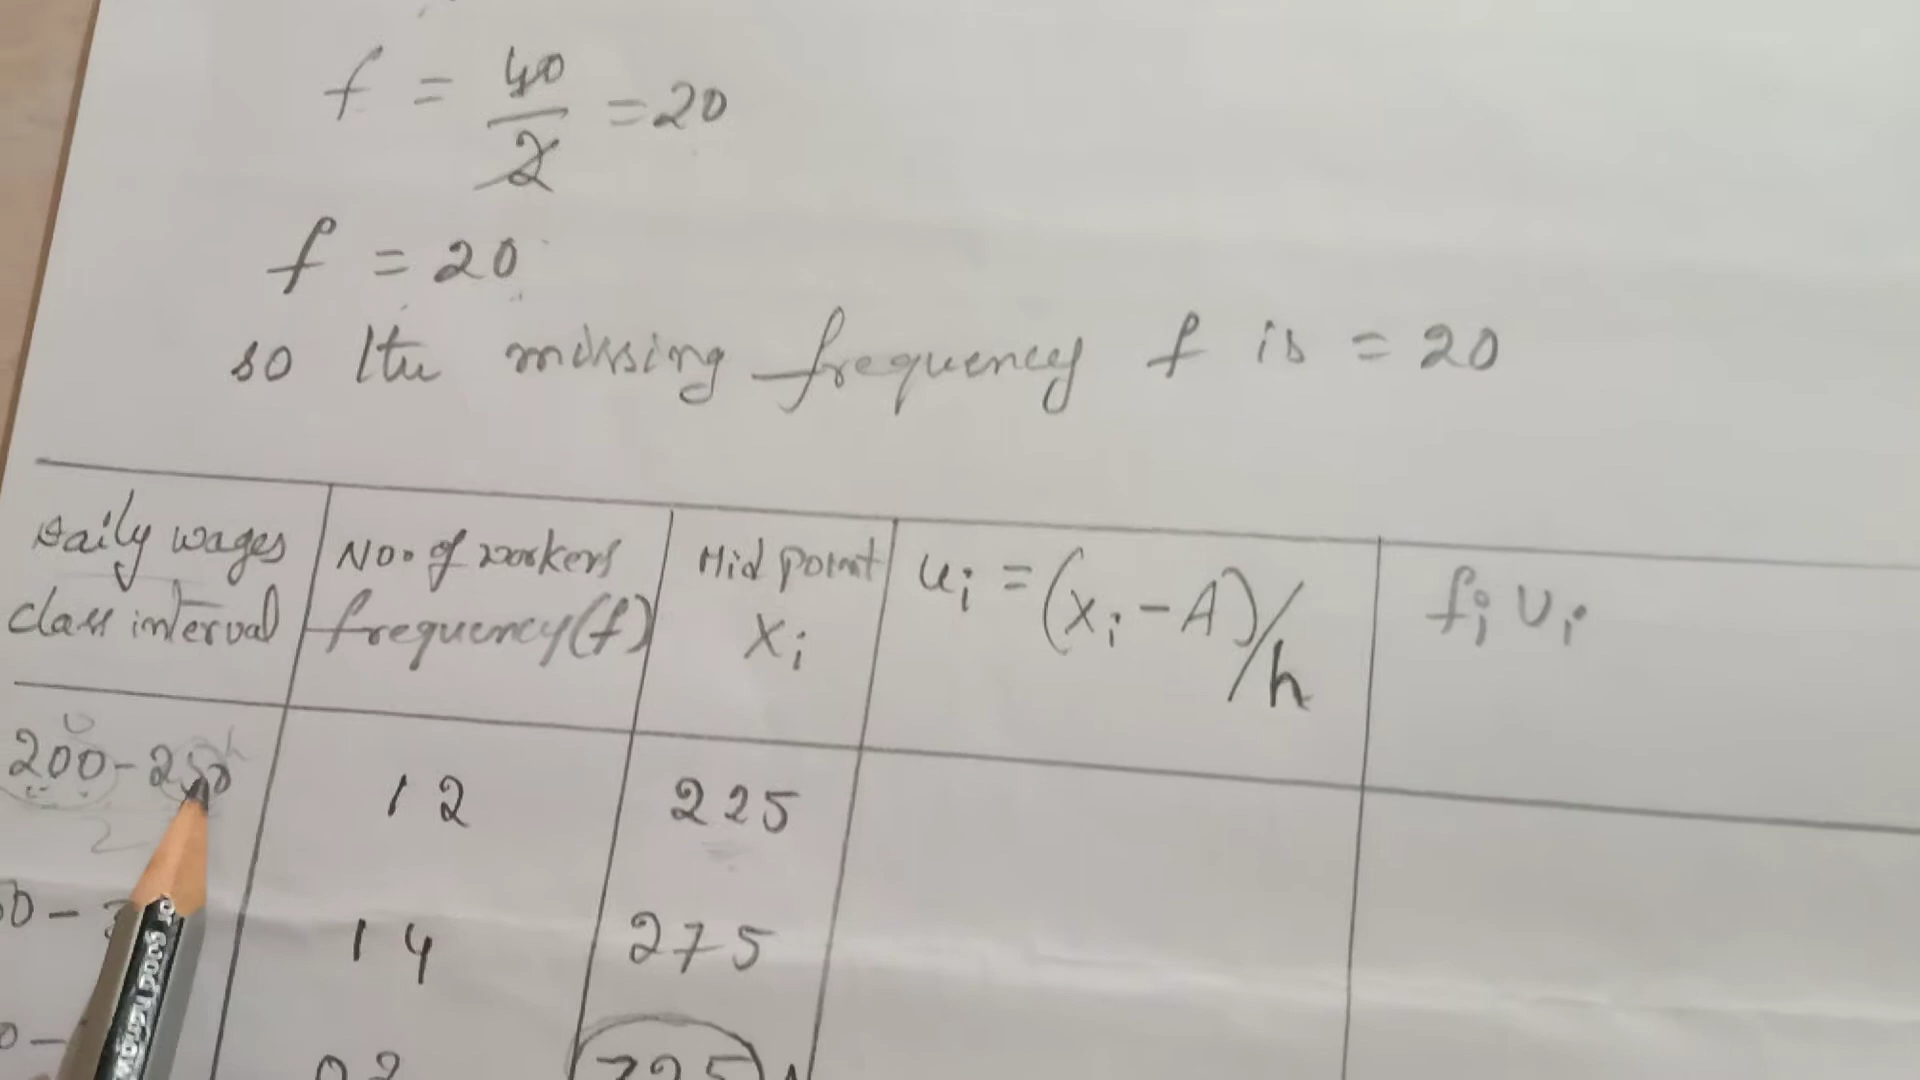 f = 40/2 = 20
f = 20
so the missing frequency f is = 20
Daily wages class interval | No. of workers frequency (f) | Mid point xi | ui = (xi - A)/h | fi ui
200 - 250 | 12 | 225
14 | 275
325